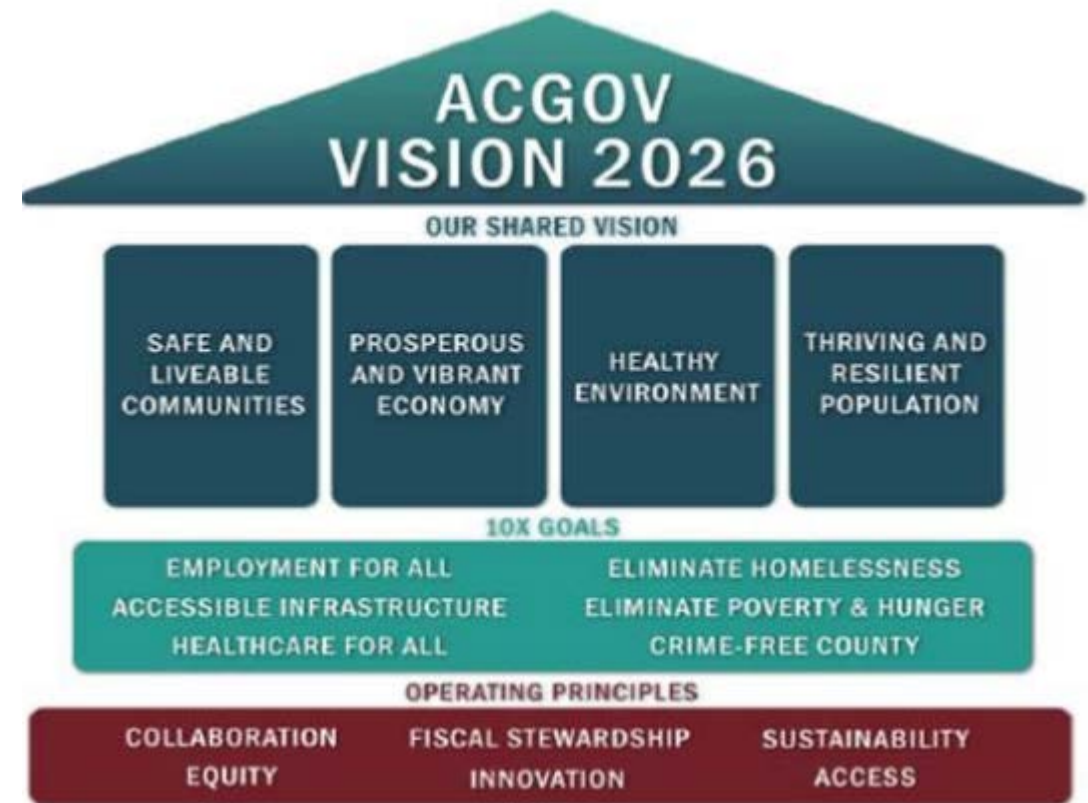 ACGOV
VISION 2026
OUR SHARED VISION
SAFE AND
LIVEABLE
COMMUNITIES
PROSPEROUS
AND VIBRANT
ECONOMY
HEALTHY
ENVIRONMENT
THRIVING AND
RESILIENT
POPULATION
10X GOALS
EMPLOYMENT FOR ALL
ACCESSIBLE INFRASTRUCTURE
HEALTHCARE FOR ALL
ELIMINATE HOMELESSNESS
ELIMINATE POVERTY & HUNGER
CRIME-FREE COUNTY
OPERATING PRINCIPLES
COLLABORATION
EQUITY
FISCAL STEWARDSHIP
INNOVATION
SUSTAINABILITY
ACCESS